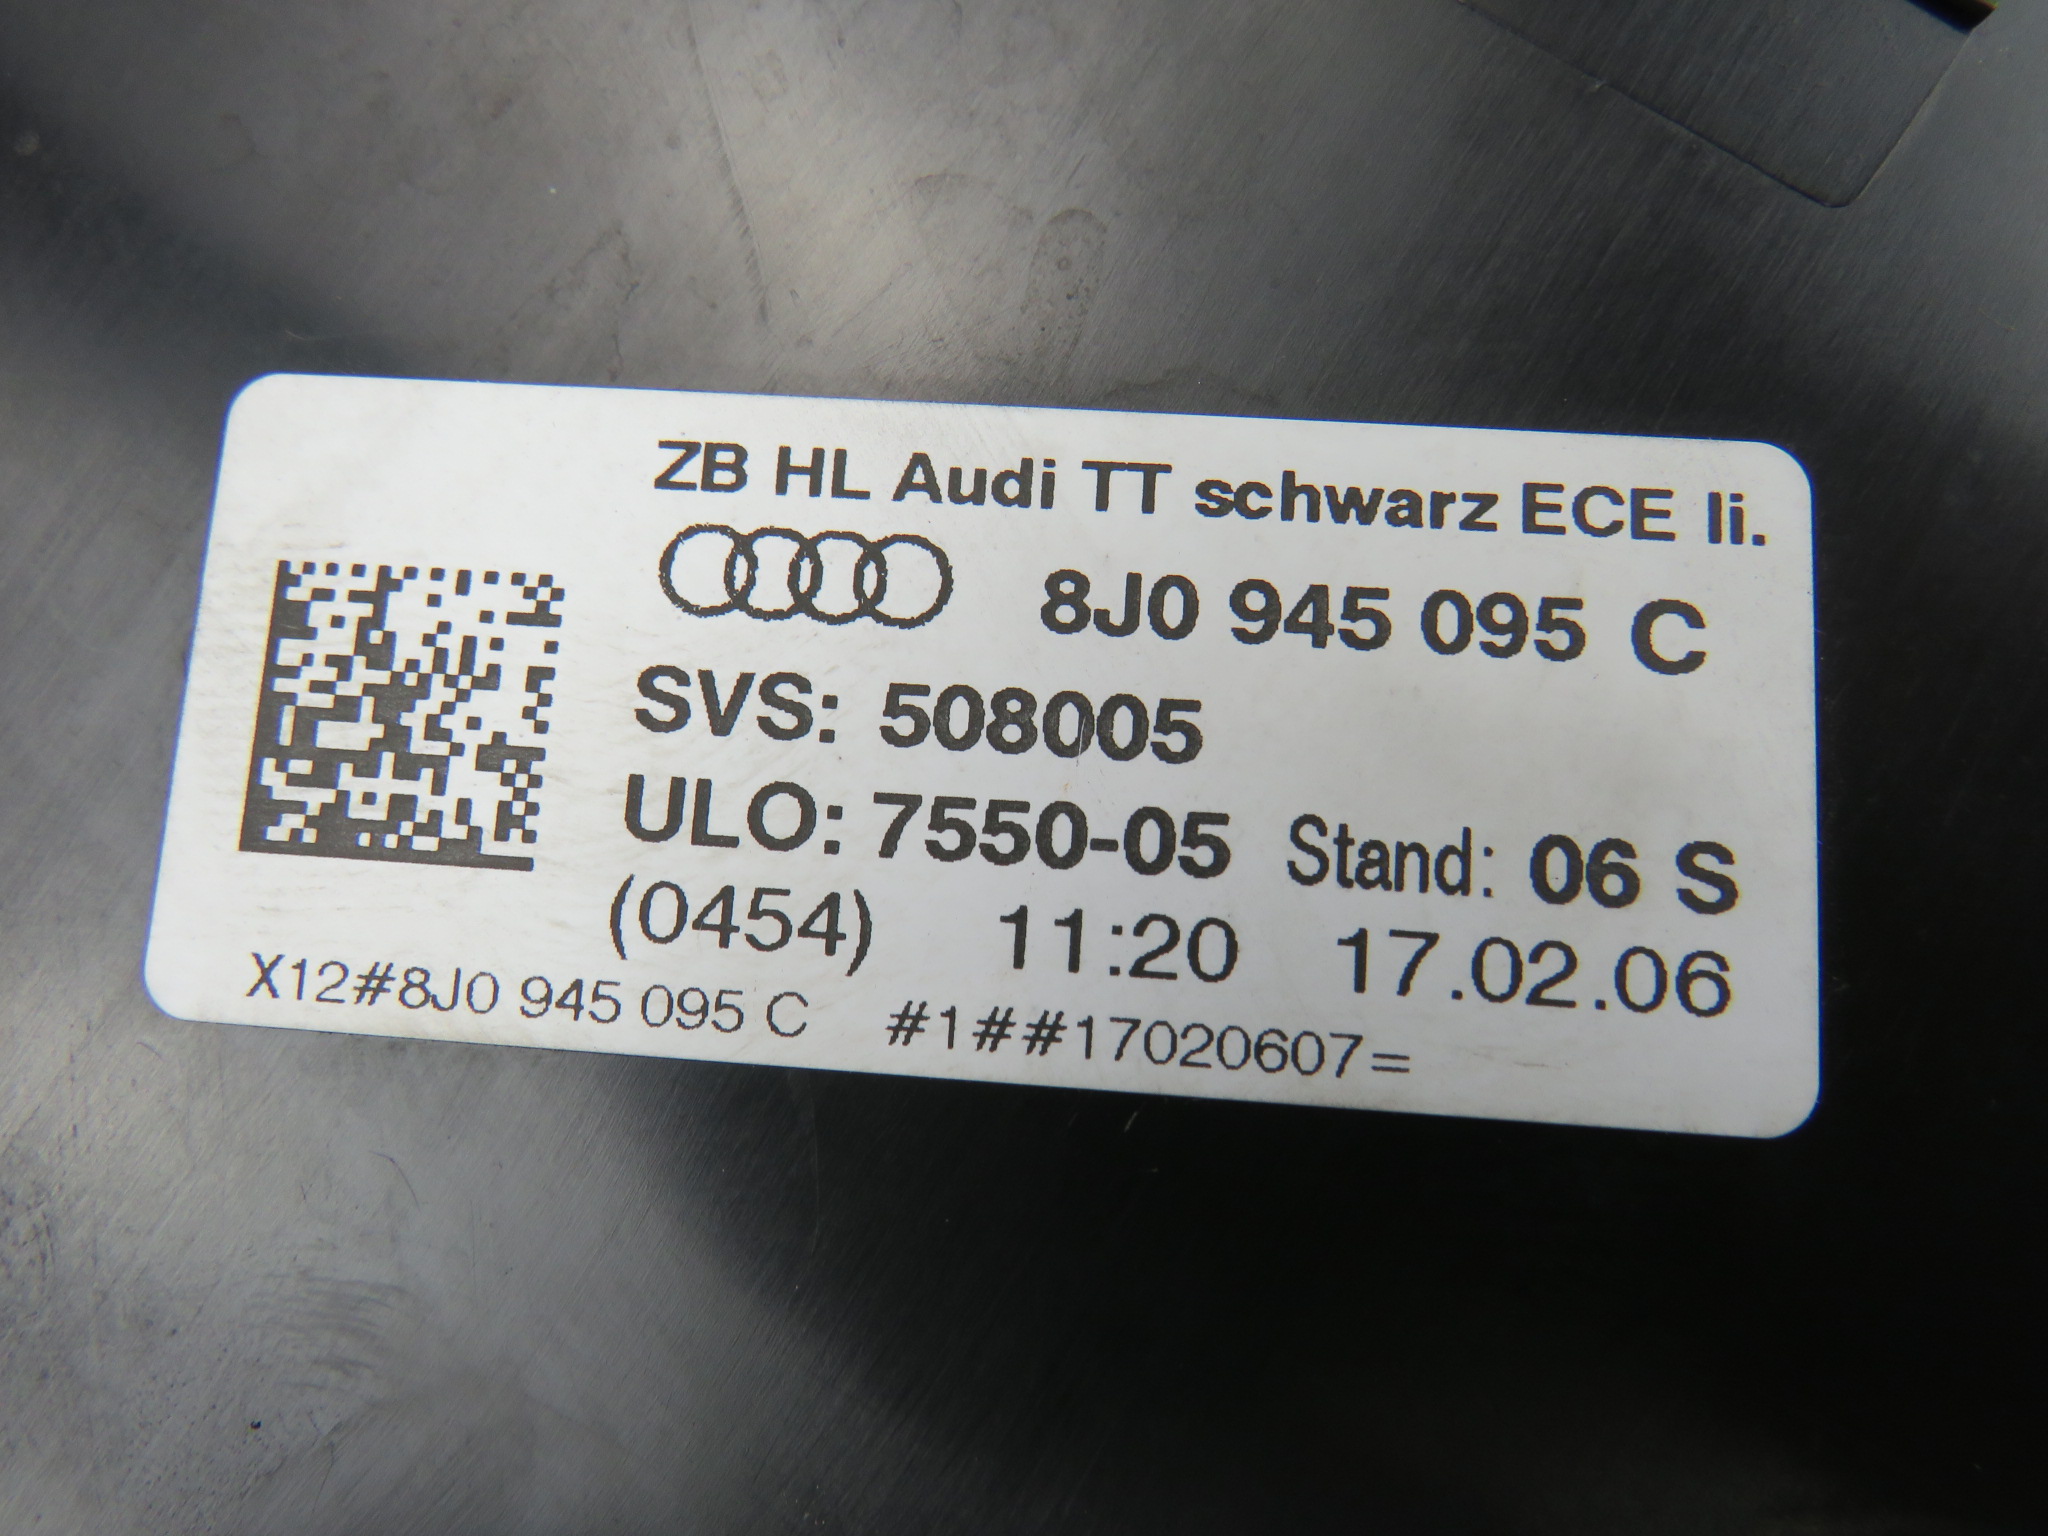 ZB HL Audi TT schwarz ECE li.
8J0 945 095 C
SVS: 508005
ULO: 7550-05 Stand: 06 S
(0454) 11:20 17.02.06
X12#8J0 945 095 C #1##17020607=